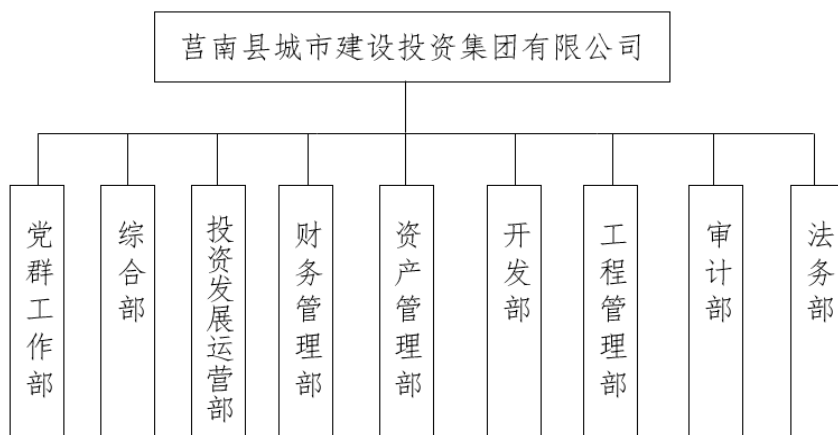 莒南县城市建设投资集团有限公司
党群工作部
综合部
投资发展运营部
财务管理部
资产管理部
开发部
工程管理部
审计部
法务部